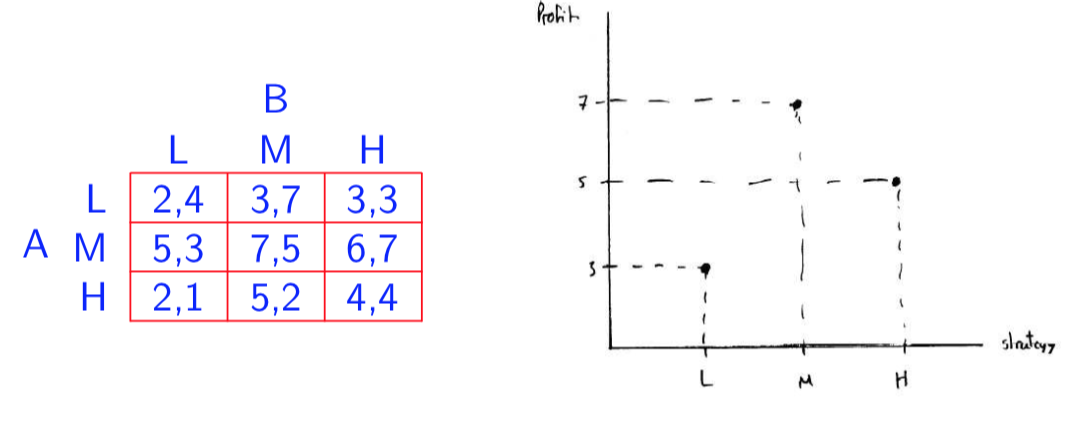 B
L M H
L 2,4 3,7 3,3
A M 5,3 7,5 6,7
H 2,1 5,2 4,4
Profit
7
5
3
L M H
strategy